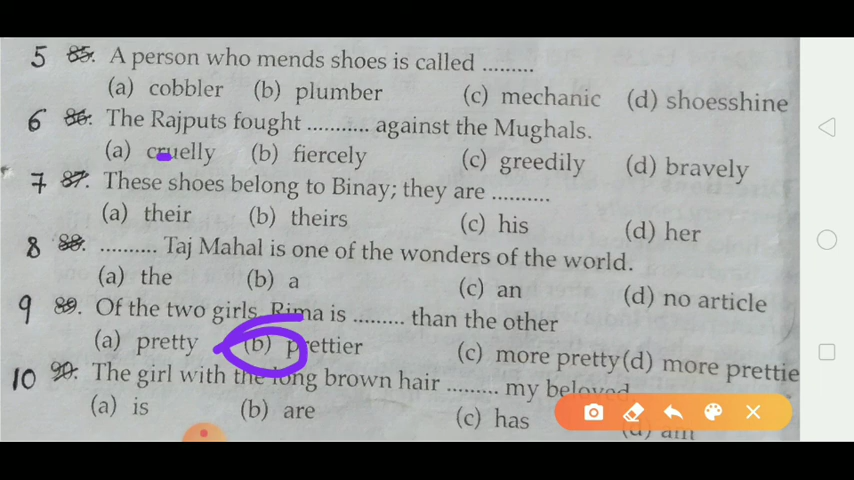 5 85. A person who mends shoes is called .........
(a) cobbler (b) plumber (c) mechanic (d) shoesshine
6 86. The Rajputs fought ........... against the Mughals.
(a) cruelly (b) fiercely (c) greedily (d) bravely
7 87. These shoes belong to Binay; they are ..........
(a) their (b) theirs (c) his (d) her
8 88. .......... Taj Mahal is one of the wonders of the world.
(a) the (b) a (c) an (d) no article
9 89. Of the two girls, Rima is ......... than the other
(a) pretty (b) prettier (c) more pretty (d) more prettie
10 90. The girl with the long brown hair ......... my beloved
(a) is (b) are (c) has (d) am